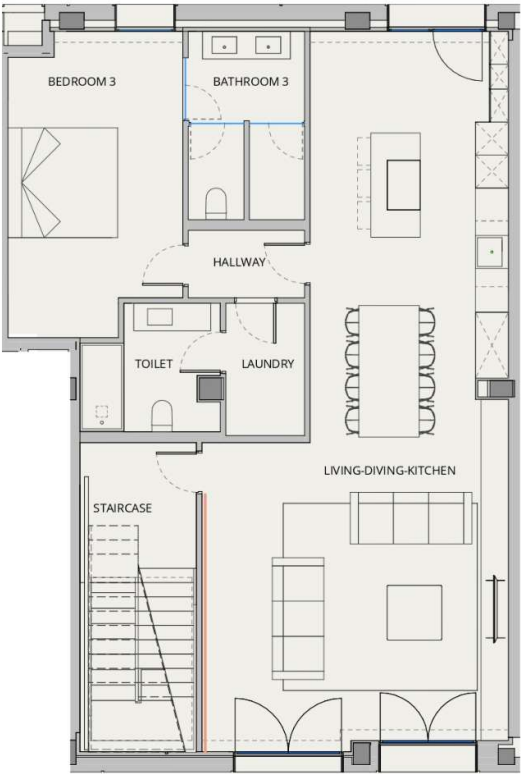 BEDROOM 3
BATHROOM 3
HALLWAY
TOILET
LAUNDRY
LIVING-DIVING-KITCHEN
STAIRCASE